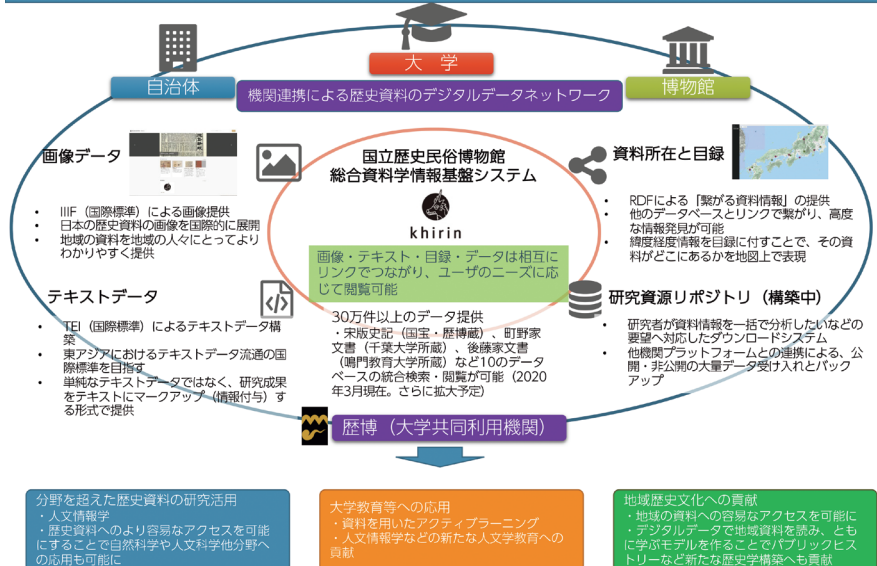 大　学
自治体
博物館
機関連携による歴史資料のデジタルデータネットワーク
画像データ
・ IIIF（国際標準）による画像提供
・ 日本の歴史資料の画像を国際的に展開
・ 地域の資料を地域の人々にとってより
わかりやすく提供
テキストデータ
・ TEI（国際標準）によるテキストデータ構
築
・ 東アジアにおけるテキストデータ流通の国
際標準を目指す
・ 単純なテキストデータではなく、研究成果
をテキストにマークアップ（情報付与）す
る形式で提供
国立歴史民俗博物館
総合資料学情報基盤システム
khirin
画像・テキスト・目録・データは相互に
リンクでつながり、ユーザのニーズに応
じて閲覧可能
30万件以上のデータ提供
・宋版史記（国宝・歴博蔵）、町野家
文書（千葉大学所蔵）、後藤家文書
（鳴門教育大学所蔵）など10のデータ
ベースの統合検索・閲覧が可能（2020
年3月現在。さらに拡大予定）
資料所在と目録
・ RDFによる「繋がる資料情報」の提供
・ 他のデータベースとリンクで繋がり、高度
な情報発見が可能
・ 緯度経度情報を目録に付すことで、その資
料がどこにあるかを地図上で表現
研究資源リポジトリ（構築中）
・ 研究者が資料情報を一括で分析したいなどの
要望へ対応したダウンロードシステム
・ 他機関プラットフォームとの連携による、公
開・非公開の大量データ受け入れとバック
アップ
歴博（大学共同利用機関）
分野を超えた歴史資料の研究活用
・人文情報学
・歴史資料へのより容易なアクセスを可能
にすることで自然科学や人文科学他分野へ
の応用も可能に
大学教育等への応用
・資料を用いたアクティブラーニング
・人文情報学などの新たな人文学教育への
貢献
地域歴史文化への貢献
・地域の資料への容易なアクセスを可能に
・デジタルデータで地域資料を読み、とも
に学ぶモデルを作ることでパブリックヒス
トリーなど新たな歴史学構築へも貢献